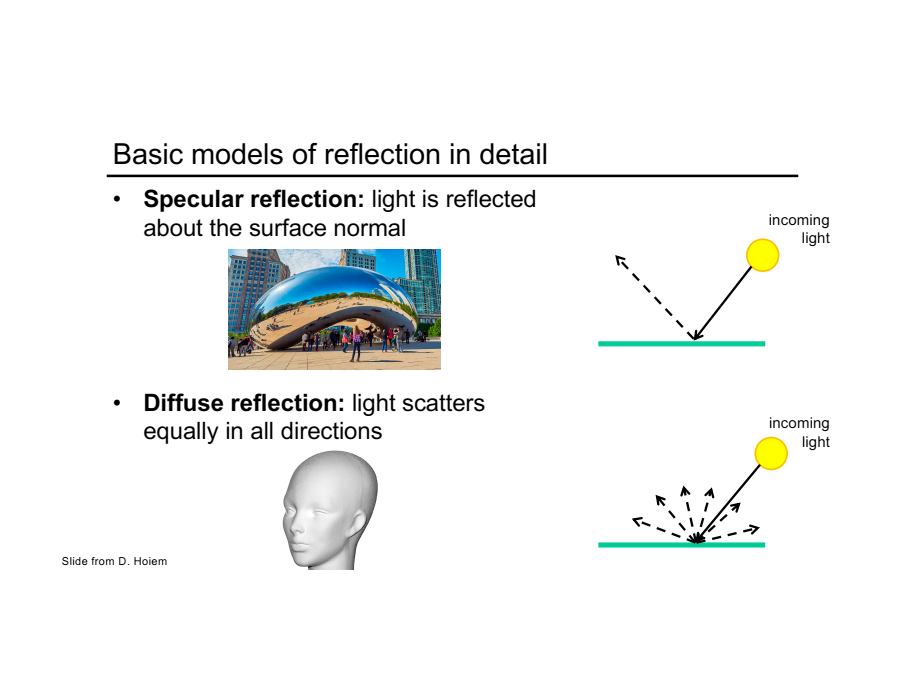 Basic models of reflection in detail
• Specular reflection: light is reflected
about the surface normal
incoming
light
• Diffuse reflection: light scatters
equally in all directions
incoming
light
Slide from D. Hoiem